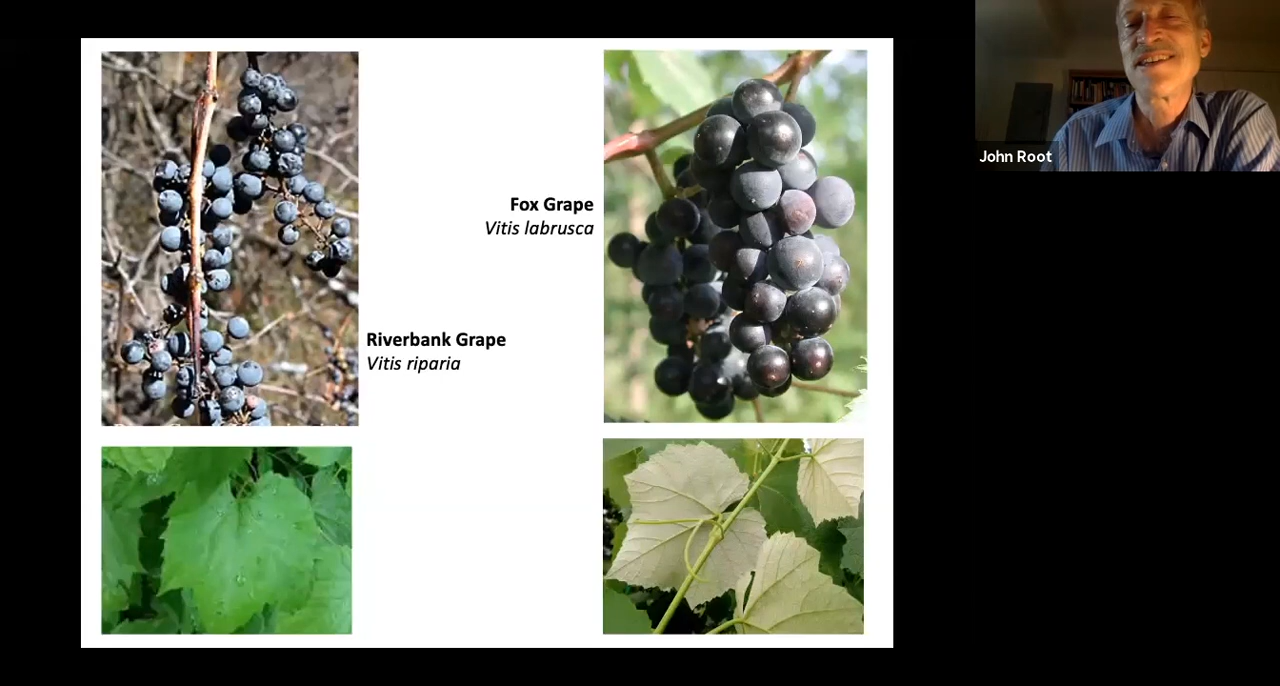 Fox Grape
Vitis labrusca
Riverbank Grape
Vitis riparia
John Root